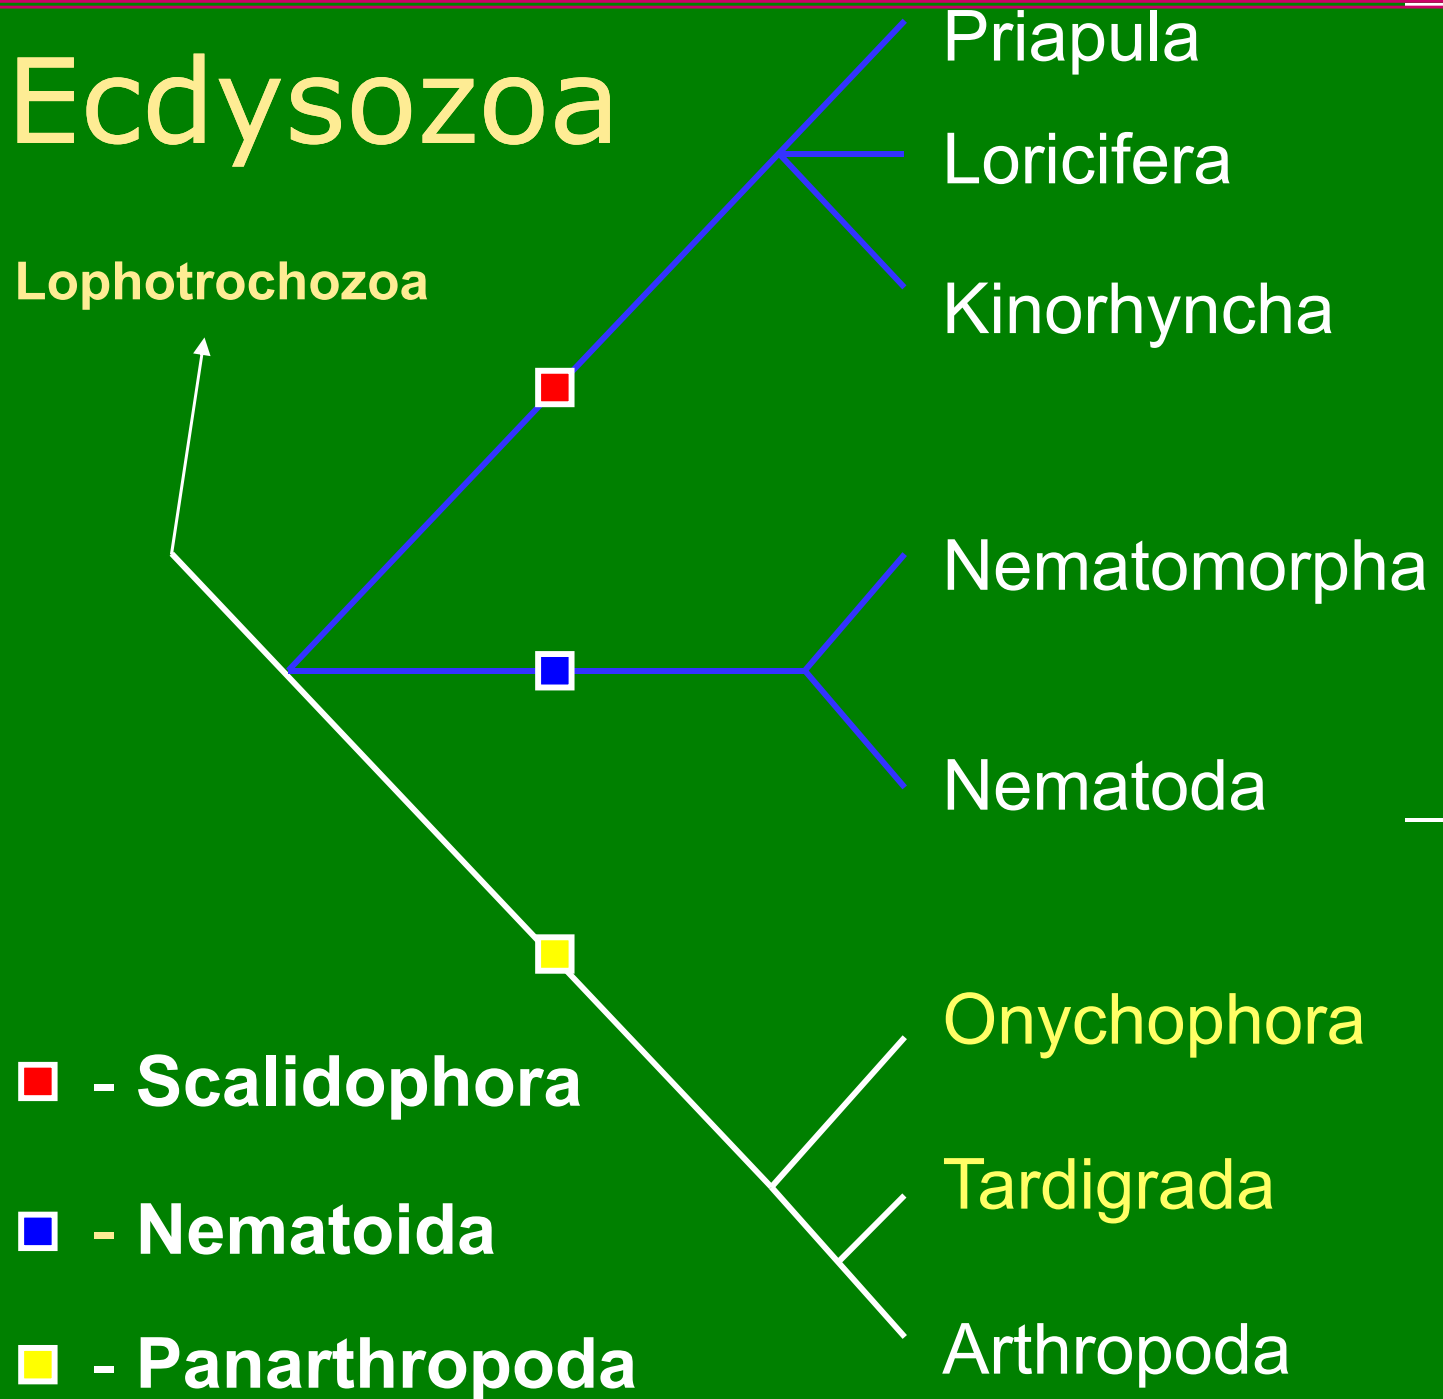 Ecdysozoa
Lophotrochozoa
Priapula
Loricifera
Kinorhyncha
Nematomorpha
Nematoda
Onychophora
Tardigrada
Arthropoda
- Scalidophora
- Nematoida
- Panarthropoda